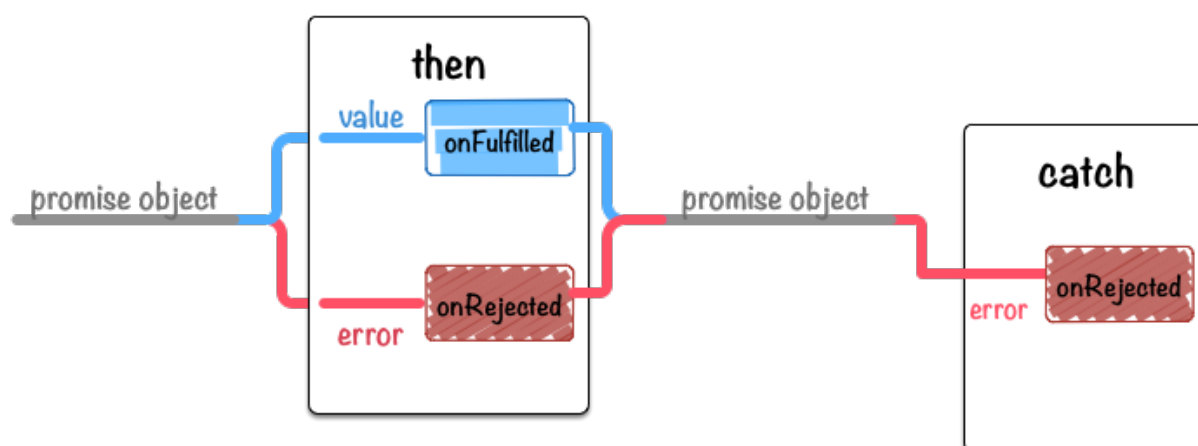 then
value
onFulfilled
promise object
onRejected
error
promise object
catch
onRejected
error